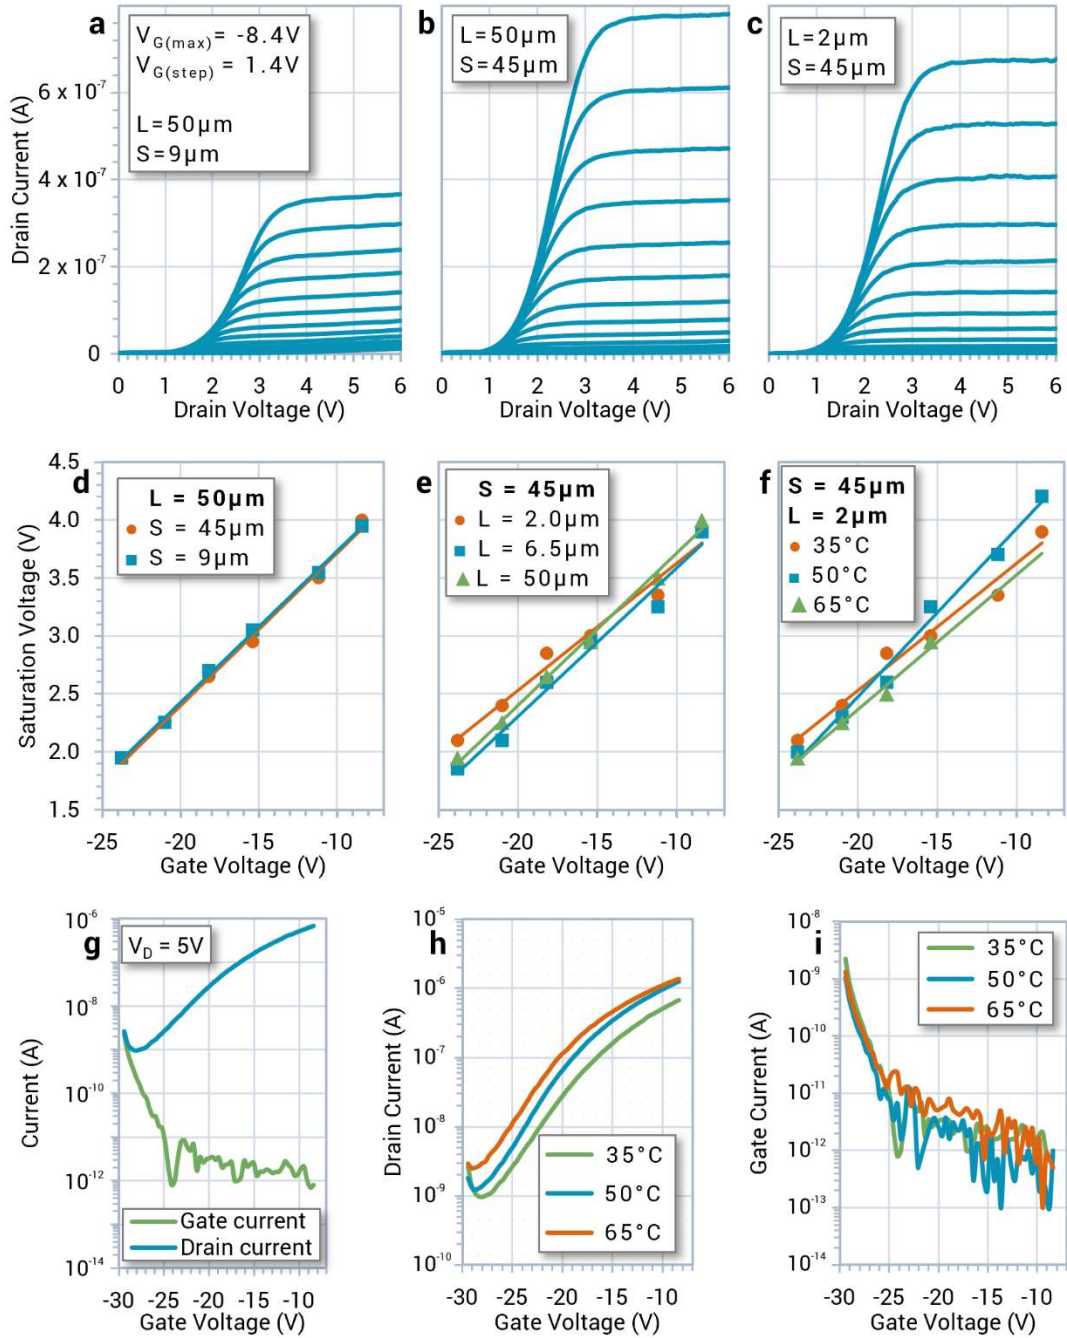 a
V_G(max) = -8.4V
V_G(step) = 1.4V
L=50µm
S=9µm
Drain Current (A)
6 x 10^-7
4 x 10^-7
2 x 10^-7
0
0 1 2 3 4 5 6
Drain Voltage (V)
b
L=50µm
S=45µm
0 1 2 3 4 5 6
Drain Voltage (V)
c
L=2µm
S=45µm
0 1 2 3 4 5 6
Drain Voltage (V)
d
L = 50µm
S = 45µm
S = 9µm
Saturation Voltage (V)
4.5
4.0
3.5
3.0
2.5
2.0
1.5
-25 -20 -15 -10
Gate Voltage (V)
e
S = 45µm
L = 2.0µm
L = 6.5µm
L = 50µm
-25 -20 -15 -10
Gate Voltage (V)
f
S = 45µm
L = 2µm
35°C
50°C
65°C
-25 -20 -15 -10
Gate Voltage (V)
g
V_D = 5V
Current (A)
10^-6
10^-8
10^-10
10^-12
10^-14
Gate current
Drain current
-30 -25 -20 -15 -10
Gate Voltage (V)
h
Drain Current (A)
10^-5
10^-6
10^-7
10^-8
10^-9
10^-10
35°C
50°C
65°C
-30 -25 -20 -15 -10
Gate Voltage (V)
i
Gate Current (A)
10^-8
10^-9
10^-10
10^-11
10^-12
10^-13
10^-14
35°C
50°C
65°C
-30 -25 -20 -15 -10
Gate Voltage (V)